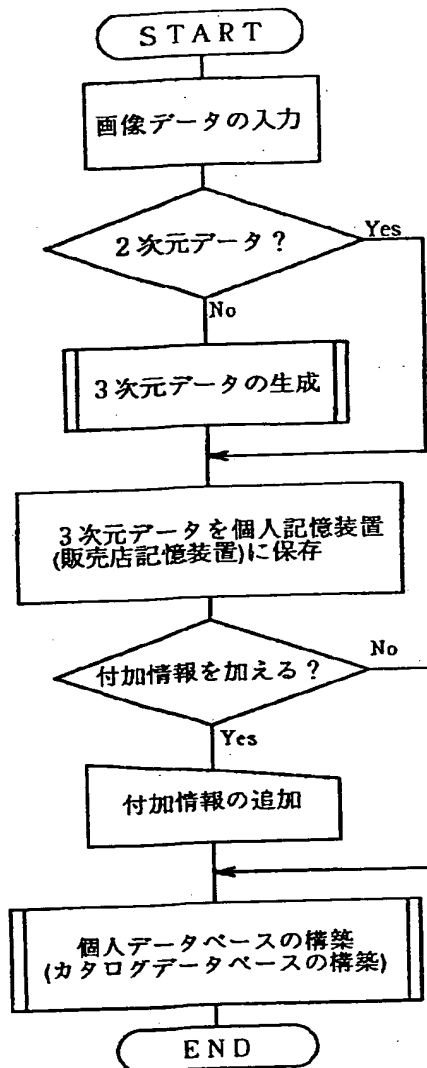 START
画像データの入力
2次元データ?
Yes
No
3次元データの生成
3次元データを個人記憶装置
(販売店記憶装置)に保存
付加情報を加える?
No
Yes
付加情報の追加
個人データベースの構築
(カタログデータベースの構築)
END